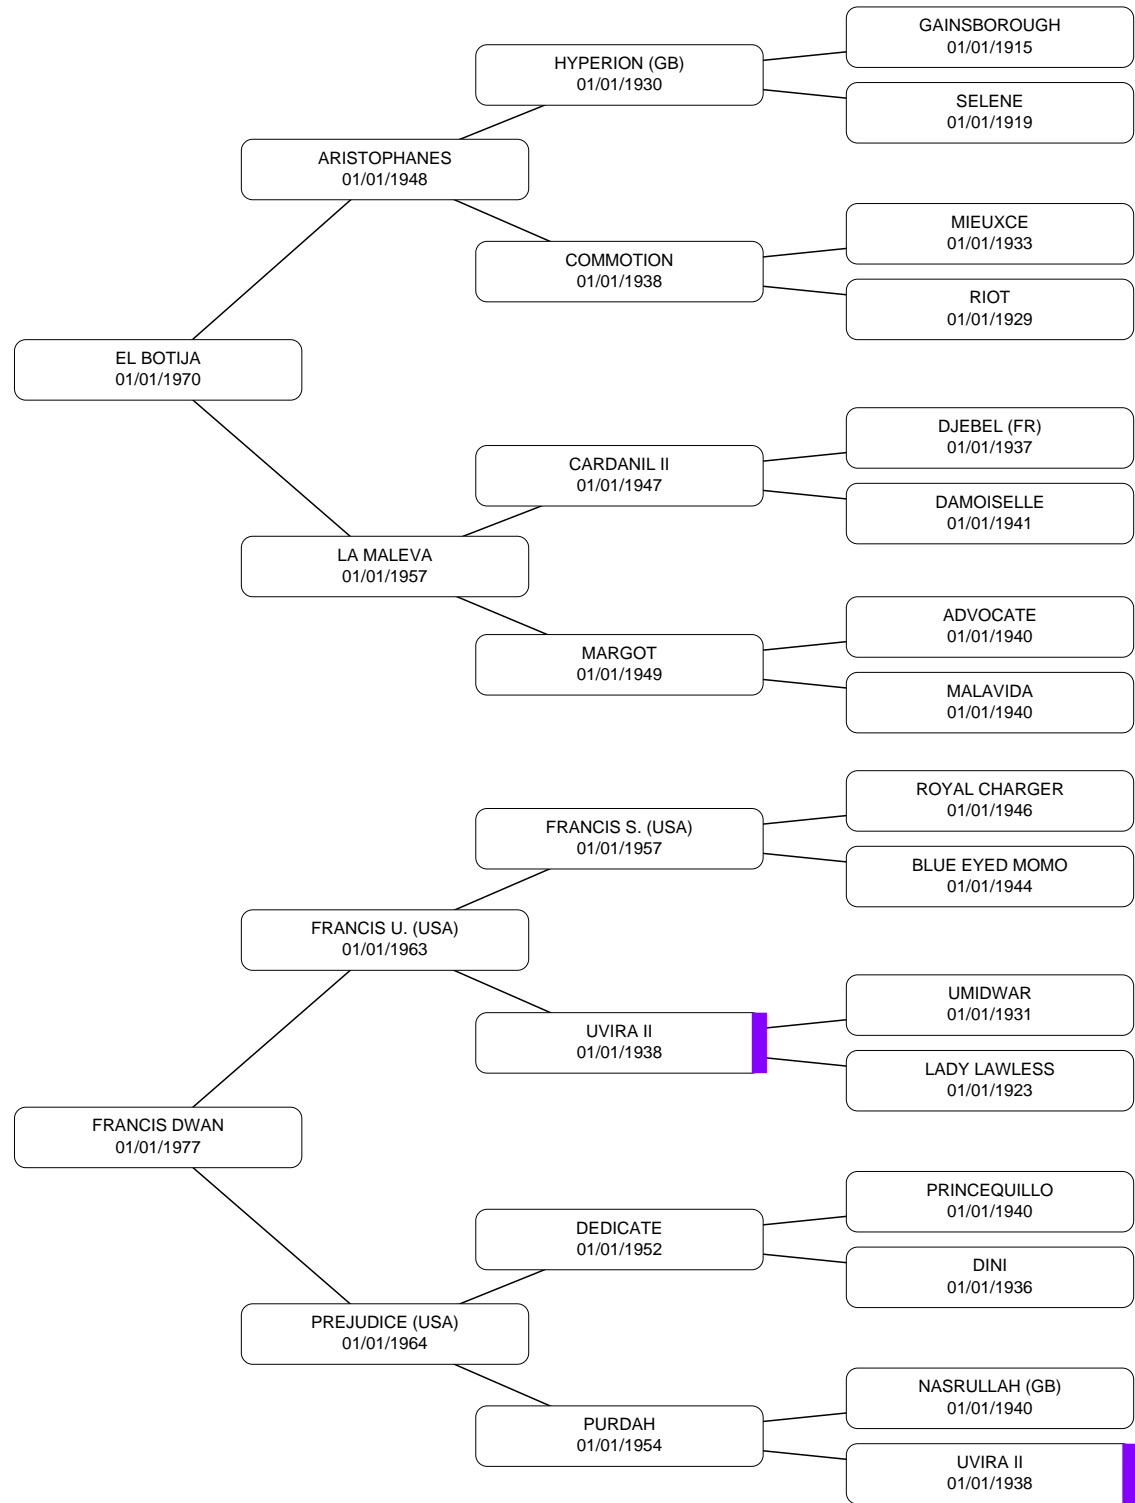 GAINSBOROUGH
01/01/1915
HYPERION (GB)
01/01/1930
SELENE
01/01/1919
ARISTOPHANES
01/01/1948
MIEUXCE
01/01/1933
COMMOTION
01/01/1938
RIOT
01/01/1929
EL BOTIJA
01/01/1970
DJEBEL (FR)
01/01/1937
CARDANIL II
01/01/1947
DAMOISELLE
01/01/1941
LA MALEVA
01/01/1957
ADVOCATE
01/01/1940
MARGOT
01/01/1949
MALAVIDA
01/01/1940
ROYAL CHARGER
01/01/1946
FRANCIS S. (USA)
01/01/1957
BLUE EYED MOMO
01/01/1944
FRANCIS U. (USA)
01/01/1963
UMIDWAR
01/01/1931
UVIRA II
01/01/1938
LADY LAWLESS
01/01/1923
FRANCIS DWAN
01/01/1977
PRINCEQUILLO
01/01/1940
DEDICATE
01/01/1952
DINI
01/01/1936
PREJUDICE (USA)
01/01/1964
NASRULLAH (GB)
01/01/1940
PURDAH
01/01/1954
UVIRA II
01/01/1938